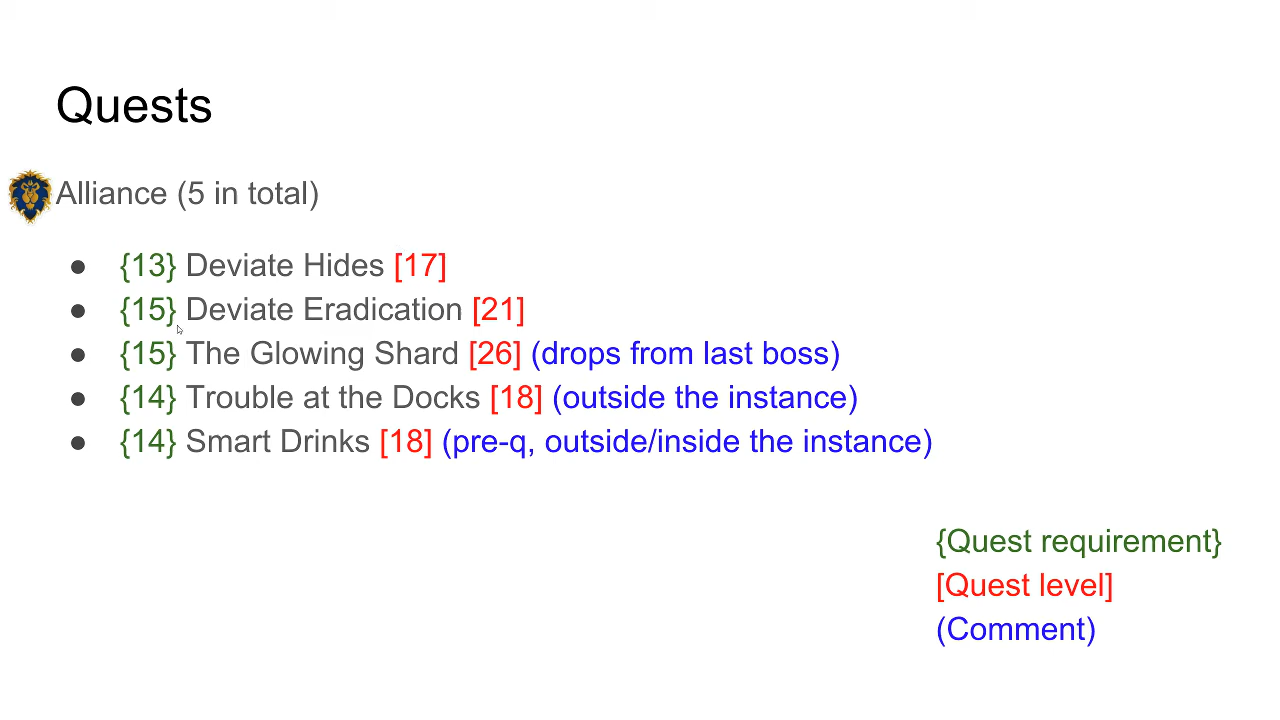 Quests
Alliance (5 in total)
● {13} Deviate Hides [17]
● {15} Deviate Eradication [21]
● {15} The Glowing Shard [26] (drops from last boss)
● {14} Trouble at the Docks [18] (outside the instance)
● {14} Smart Drinks [18] (pre-q, outside/inside the instance)
{Quest requirement}
[Quest level]
(Comment)